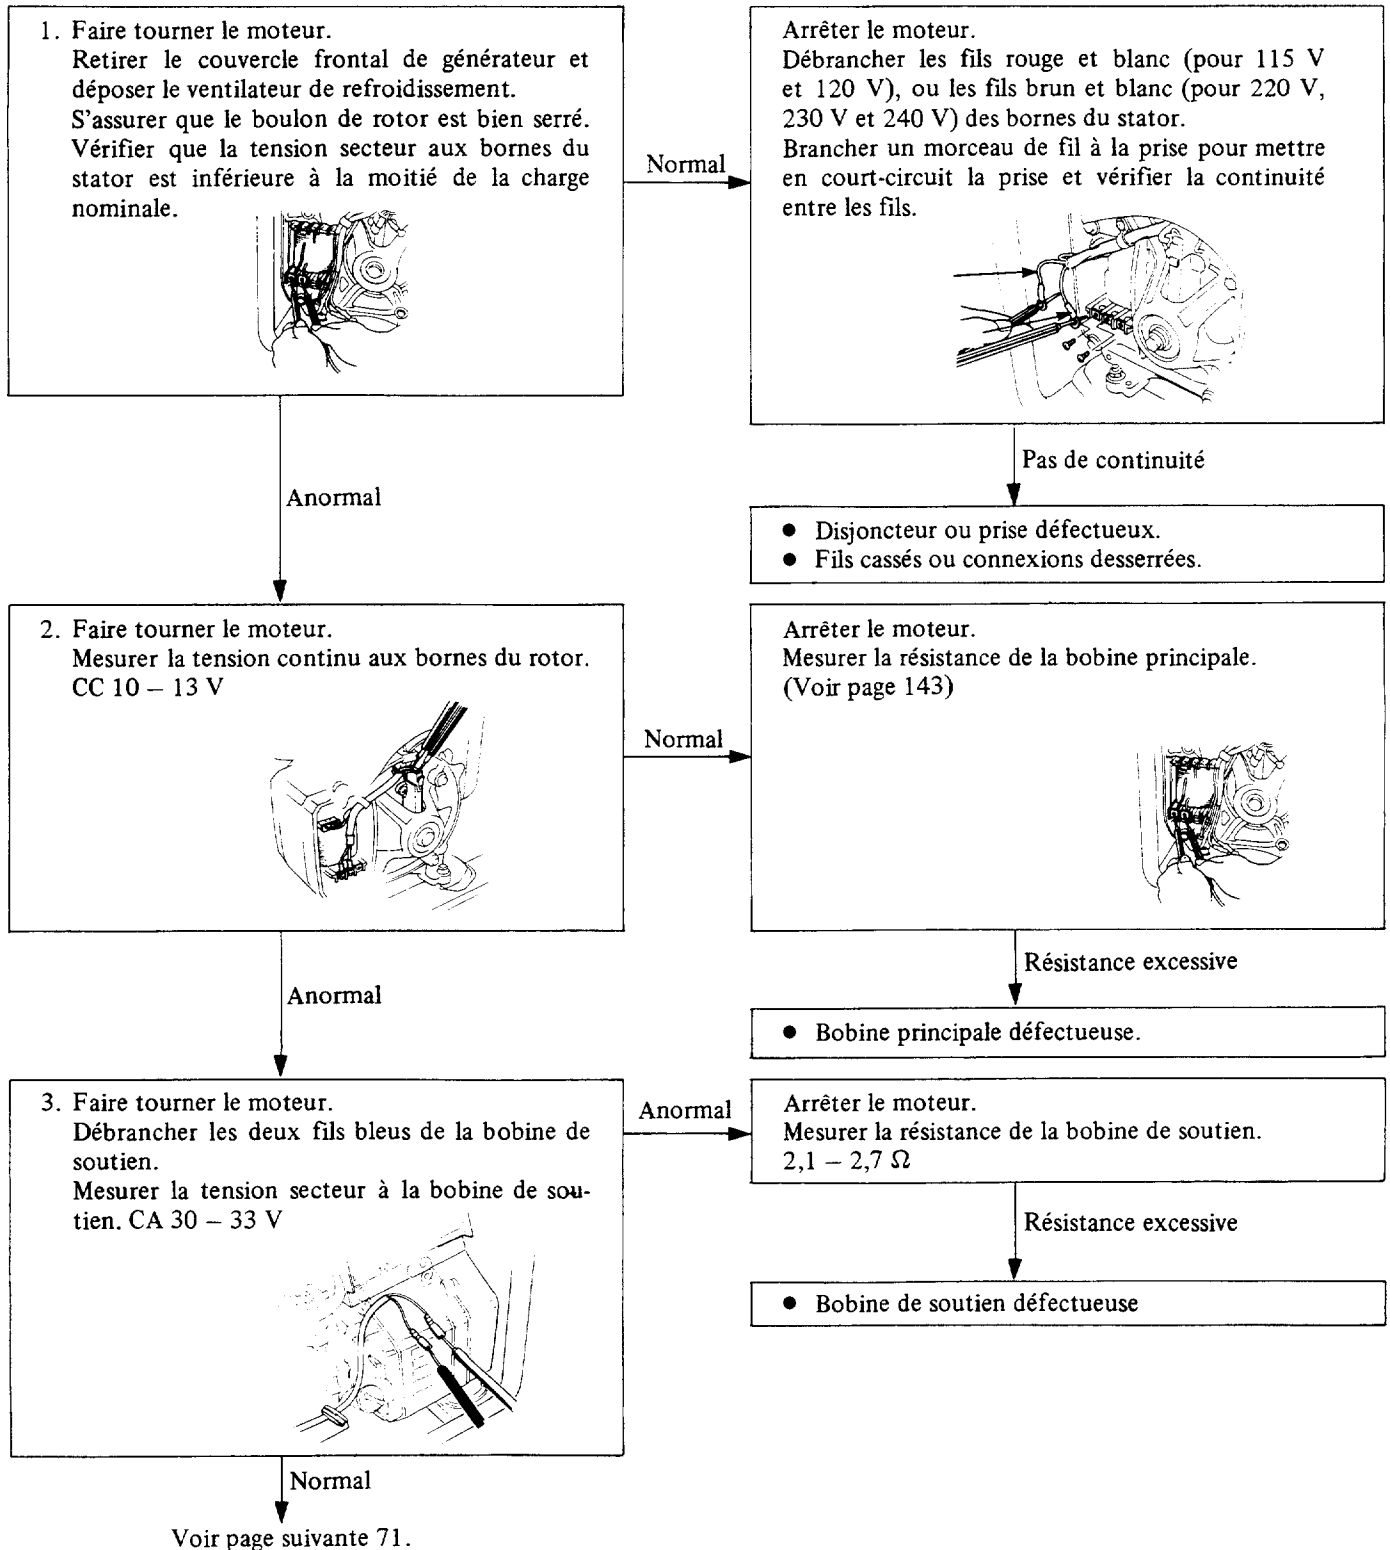 1. Faire tourner le moteur.
Retirer le couvercle frontal de générateur et
déposer le ventilateur de refroidissement.
S'assurer que le boulon de rotor est bien serré.
Vérifier que la tension secteur aux bornes du
stator est inférieure à la moitié de la charge
nominale.
Normal
Arrêter le moteur.
Débrancher les fils rouge et blanc (pour 115 V
et 120 V), ou les fils brun et blanc (pour 220 V,
230 V et 240 V) des bornes du stator.
Brancher un morceau de fil à la prise pour mettre
en court-circuit la prise et vérifier la continuité
entre les fils.
Pas de continuité
Anormal
● Disjoncteur ou prise défectueux.
● Fils cassés ou connexions desserrées.
2. Faire tourner le moteur.
Mesurer la tension continu aux bornes du rotor.
CC 10 – 13 V
Normal
Arrêter le moteur.
Mesurer la résistance de la bobine principale.
(Voir page 143)
Résistance excessive
Anormal
● Bobine principale défectueuse.
3. Faire tourner le moteur.
Débrancher les deux fils bleus de la bobine de
soutien.
Mesurer la tension secteur à la bobine de sou-
tien. CA 30 – 33 V
Anormal
Arrêter le moteur.
Mesurer la résistance de la bobine de soutien.
2,1 – 2,7 Ω
Résistance excessive
● Bobine de soutien défectueuse
Normal
Voir page suivante 71.